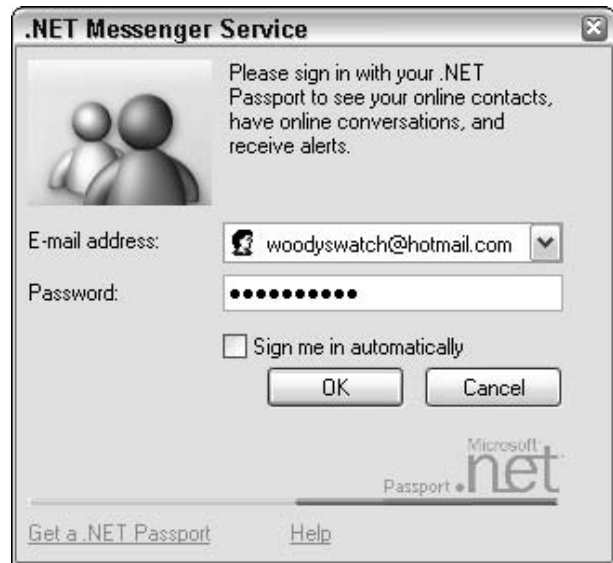 .NET Messenger Service
Please sign in with your .NET
Passport to see your online contacts,
have online conversations, and
receive alerts.
E-mail address:
woodyswatch@hotmail.com
Password:
●●●●●●●●●●
Sign me in automatically
OK
Cancel
Microsoft
Passport .net
Get a .NET Passport
Help